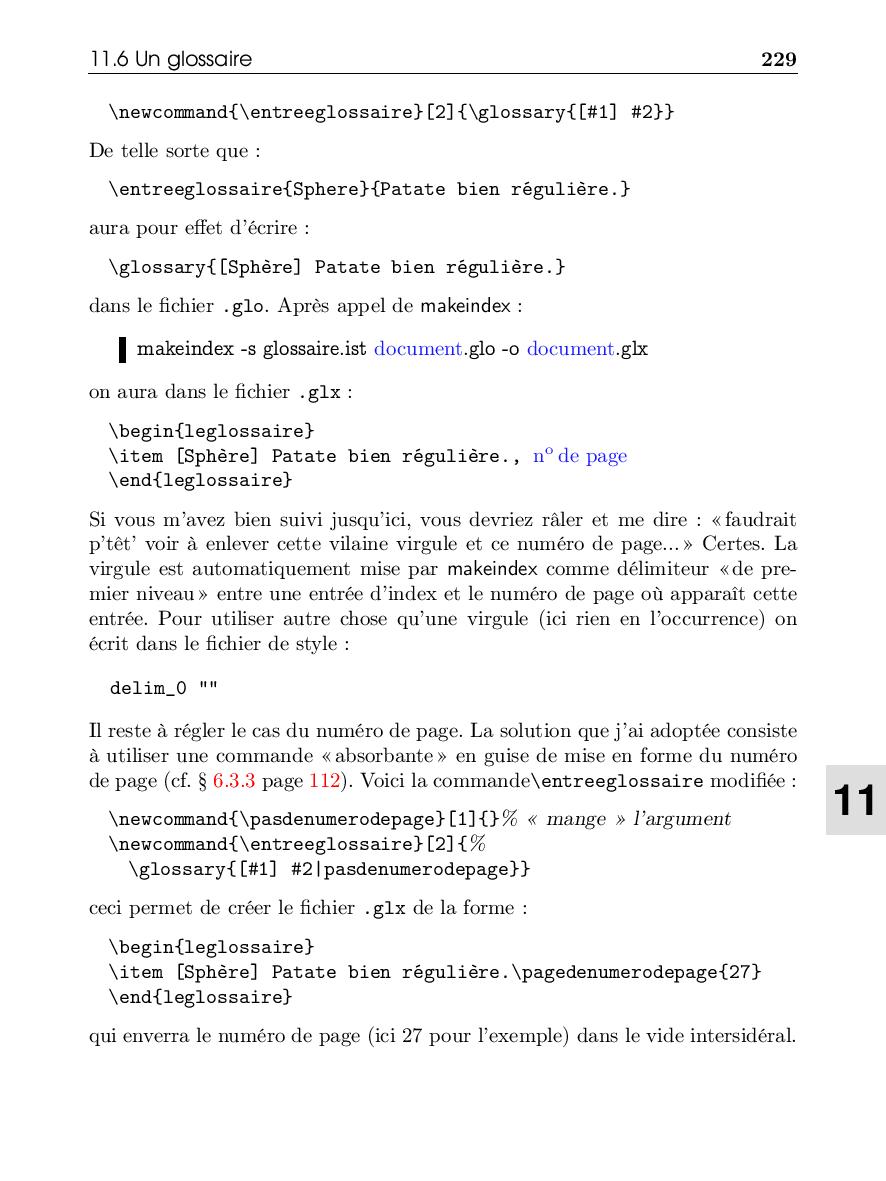 11.6 Un glossaire 229
\newcommand{\entreeglossaire}[2]{\glossary{[#1] #2}}
De telle sorte que :
\entreeglossaire{Sphere}{Patate bien régulière.}
aura pour effet d'écrire :
\glossary{[Sphère] Patate bien régulière.}
dans le fichier .glo. Après appel de makeindex :
makeindex -s glossaire.ist document.glo -o document.glx
on aura dans le fichier .glx :
\begin{leglossaire}
\item [Sphère] Patate bien régulière., nº de page
\end{leglossaire}
Si vous m'avez bien suivi jusqu'ici, vous devriez râler et me dire : « faudrait
p'têt' voir à enlever cette vilaine virgule et ce numéro de page... » Certes. La
virgule est automatiquement mise par makeindex comme délimiteur « de pre-
mier niveau » entre une entrée d'index et le numéro de page où apparaît cette
entrée. Pour utiliser autre chose qu'une virgule (ici rien en l'occurrence) on
écrit dans le fichier de style :
delim_0 ""
Il reste à régler le cas du numéro de page. La solution que j'ai adoptée consiste
à utiliser une commande « absorbante » en guise de mise en forme du numéro
de page (cf. § 6.3.3 page 112). Voici la commande\entreeglossaire modifiée :
11
\newcommand{\pasdenumerodepage}[1]{}% « mange » l'argument
\newcommand{\entreeglossaire}[2]{%
\glossary{[#1] #2|pasdenumerodepage}}
ceci permet de créer le fichier .glx de la forme :
\begin{leglossaire}
\item [Sphère] Patate bien régulière.\pagedenumerodepage{27}
\end{leglossaire}
qui enverra le numéro de page (ici 27 pour l'exemple) dans le vide intersidéral.